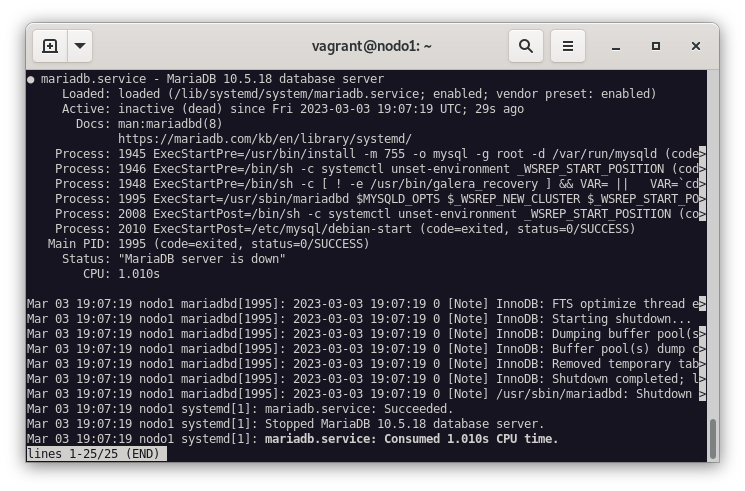 vagrant@nodo1: ~
● mariadb.service - MariaDB 10.5.18 database server
Loaded: loaded (/lib/systemd/system/mariadb.service; enabled; vendor preset: enabled)
Active: inactive (dead) since Fri 2023-03-03 19:07:19 UTC; 29s ago
Docs: man:mariadbd(8)
https://mariadb.com/kb/en/library/systemd/
Process: 1945 ExecStartPre=/usr/bin/install -m 755 -o mysql -g root -d /var/run/mysqld (code>
Process: 1946 ExecStartPre=/bin/sh -c systemctl unset-environment _WSREP_START_POSITION (cod>
Process: 1948 ExecStartPre=/bin/sh -c [ ! -e /usr/bin/galera_recovery ] && VAR= ||   VAR=`cd>
Process: 1995 ExecStart=/usr/sbin/mariadbd $MYSQLD_OPTS $_WSREP_NEW_CLUSTER $_WSREP_START_PO>
Process: 2008 ExecStartPost=/bin/sh -c systemctl unset-environment _WSREP_START_POSITION (co>
Process: 2010 ExecStartPost=/etc/mysql/debian-start (code=exited, status=0/SUCCESS)
Main PID: 1995 (code=exited, status=0/SUCCESS)
Status: "MariaDB server is down"
CPU: 1.010s
Mar 03 19:07:19 nodo1 mariadbd[1995]: 2023-03-03 19:07:19 0 [Note] InnoDB: FTS optimize thread e>
Mar 03 19:07:19 nodo1 mariadbd[1995]: 2023-03-03 19:07:19 0 [Note] InnoDB: Starting shutdown...
Mar 03 19:07:19 nodo1 mariadbd[1995]: 2023-03-03 19:07:19 0 [Note] InnoDB: Dumping buffer pool(s>
Mar 03 19:07:19 nodo1 mariadbd[1995]: 2023-03-03 19:07:19 0 [Note] InnoDB: Buffer pool(s) dump c>
Mar 03 19:07:19 nodo1 mariadbd[1995]: 2023-03-03 19:07:19 0 [Note] InnoDB: Removed temporary tab>
Mar 03 19:07:19 nodo1 mariadbd[1995]: 2023-03-03 19:07:19 0 [Note] InnoDB: Shutdown completed; l>
Mar 03 19:07:19 nodo1 mariadbd[1995]: 2023-03-03 19:07:19 0 [Note] /usr/sbin/mariadbd: Shutdown >
Mar 03 19:07:19 nodo1 systemd[1]: mariadb.service: Succeeded.
Mar 03 19:07:19 nodo1 systemd[1]: Stopped MariaDB 10.5.18 database server.
Mar 03 19:07:19 nodo1 systemd[1]: mariadb.service: Consumed 1.010s CPU time.
lines 1-25/25 (END)